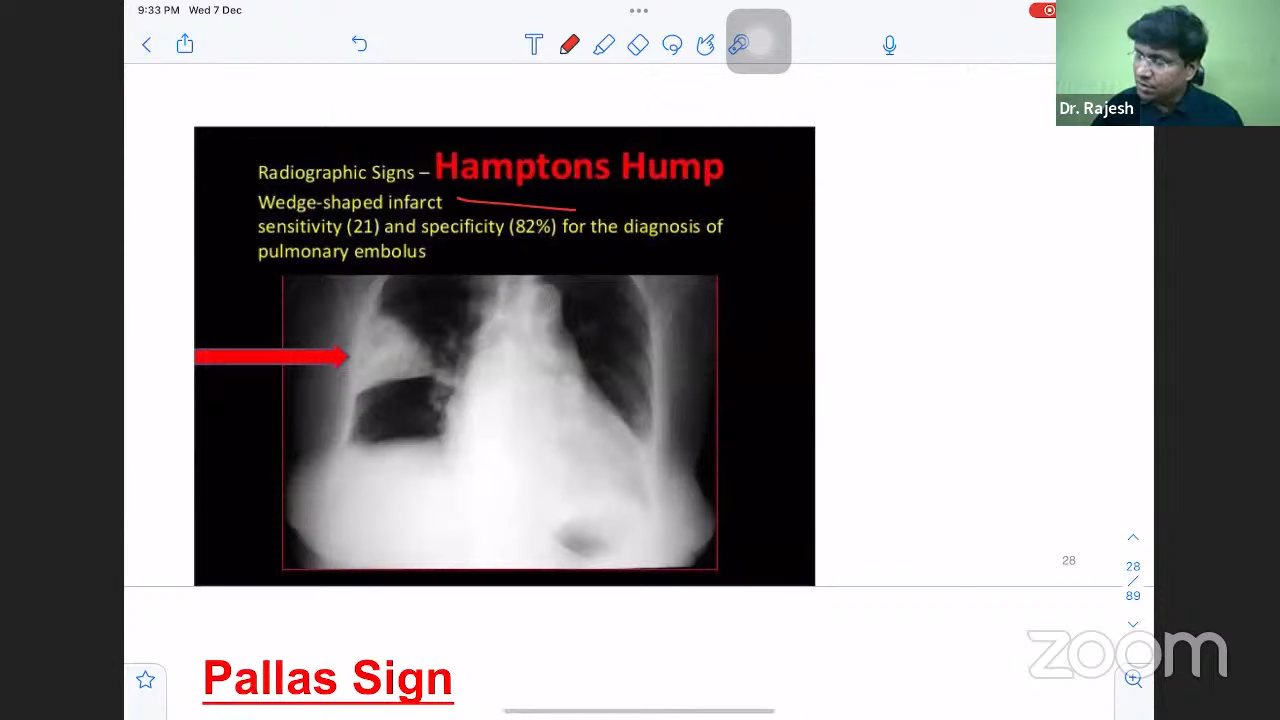 9:33 PM Wed 7 Dec
T
Dr. Rajesh
Radiographic Signs – Hamptons Hump
Wedge-shaped infarct
sensitivity (21) and specificity (82%) for the diagnosis of
pulmonary embolus
28
28
89
Pallas Sign
zoom